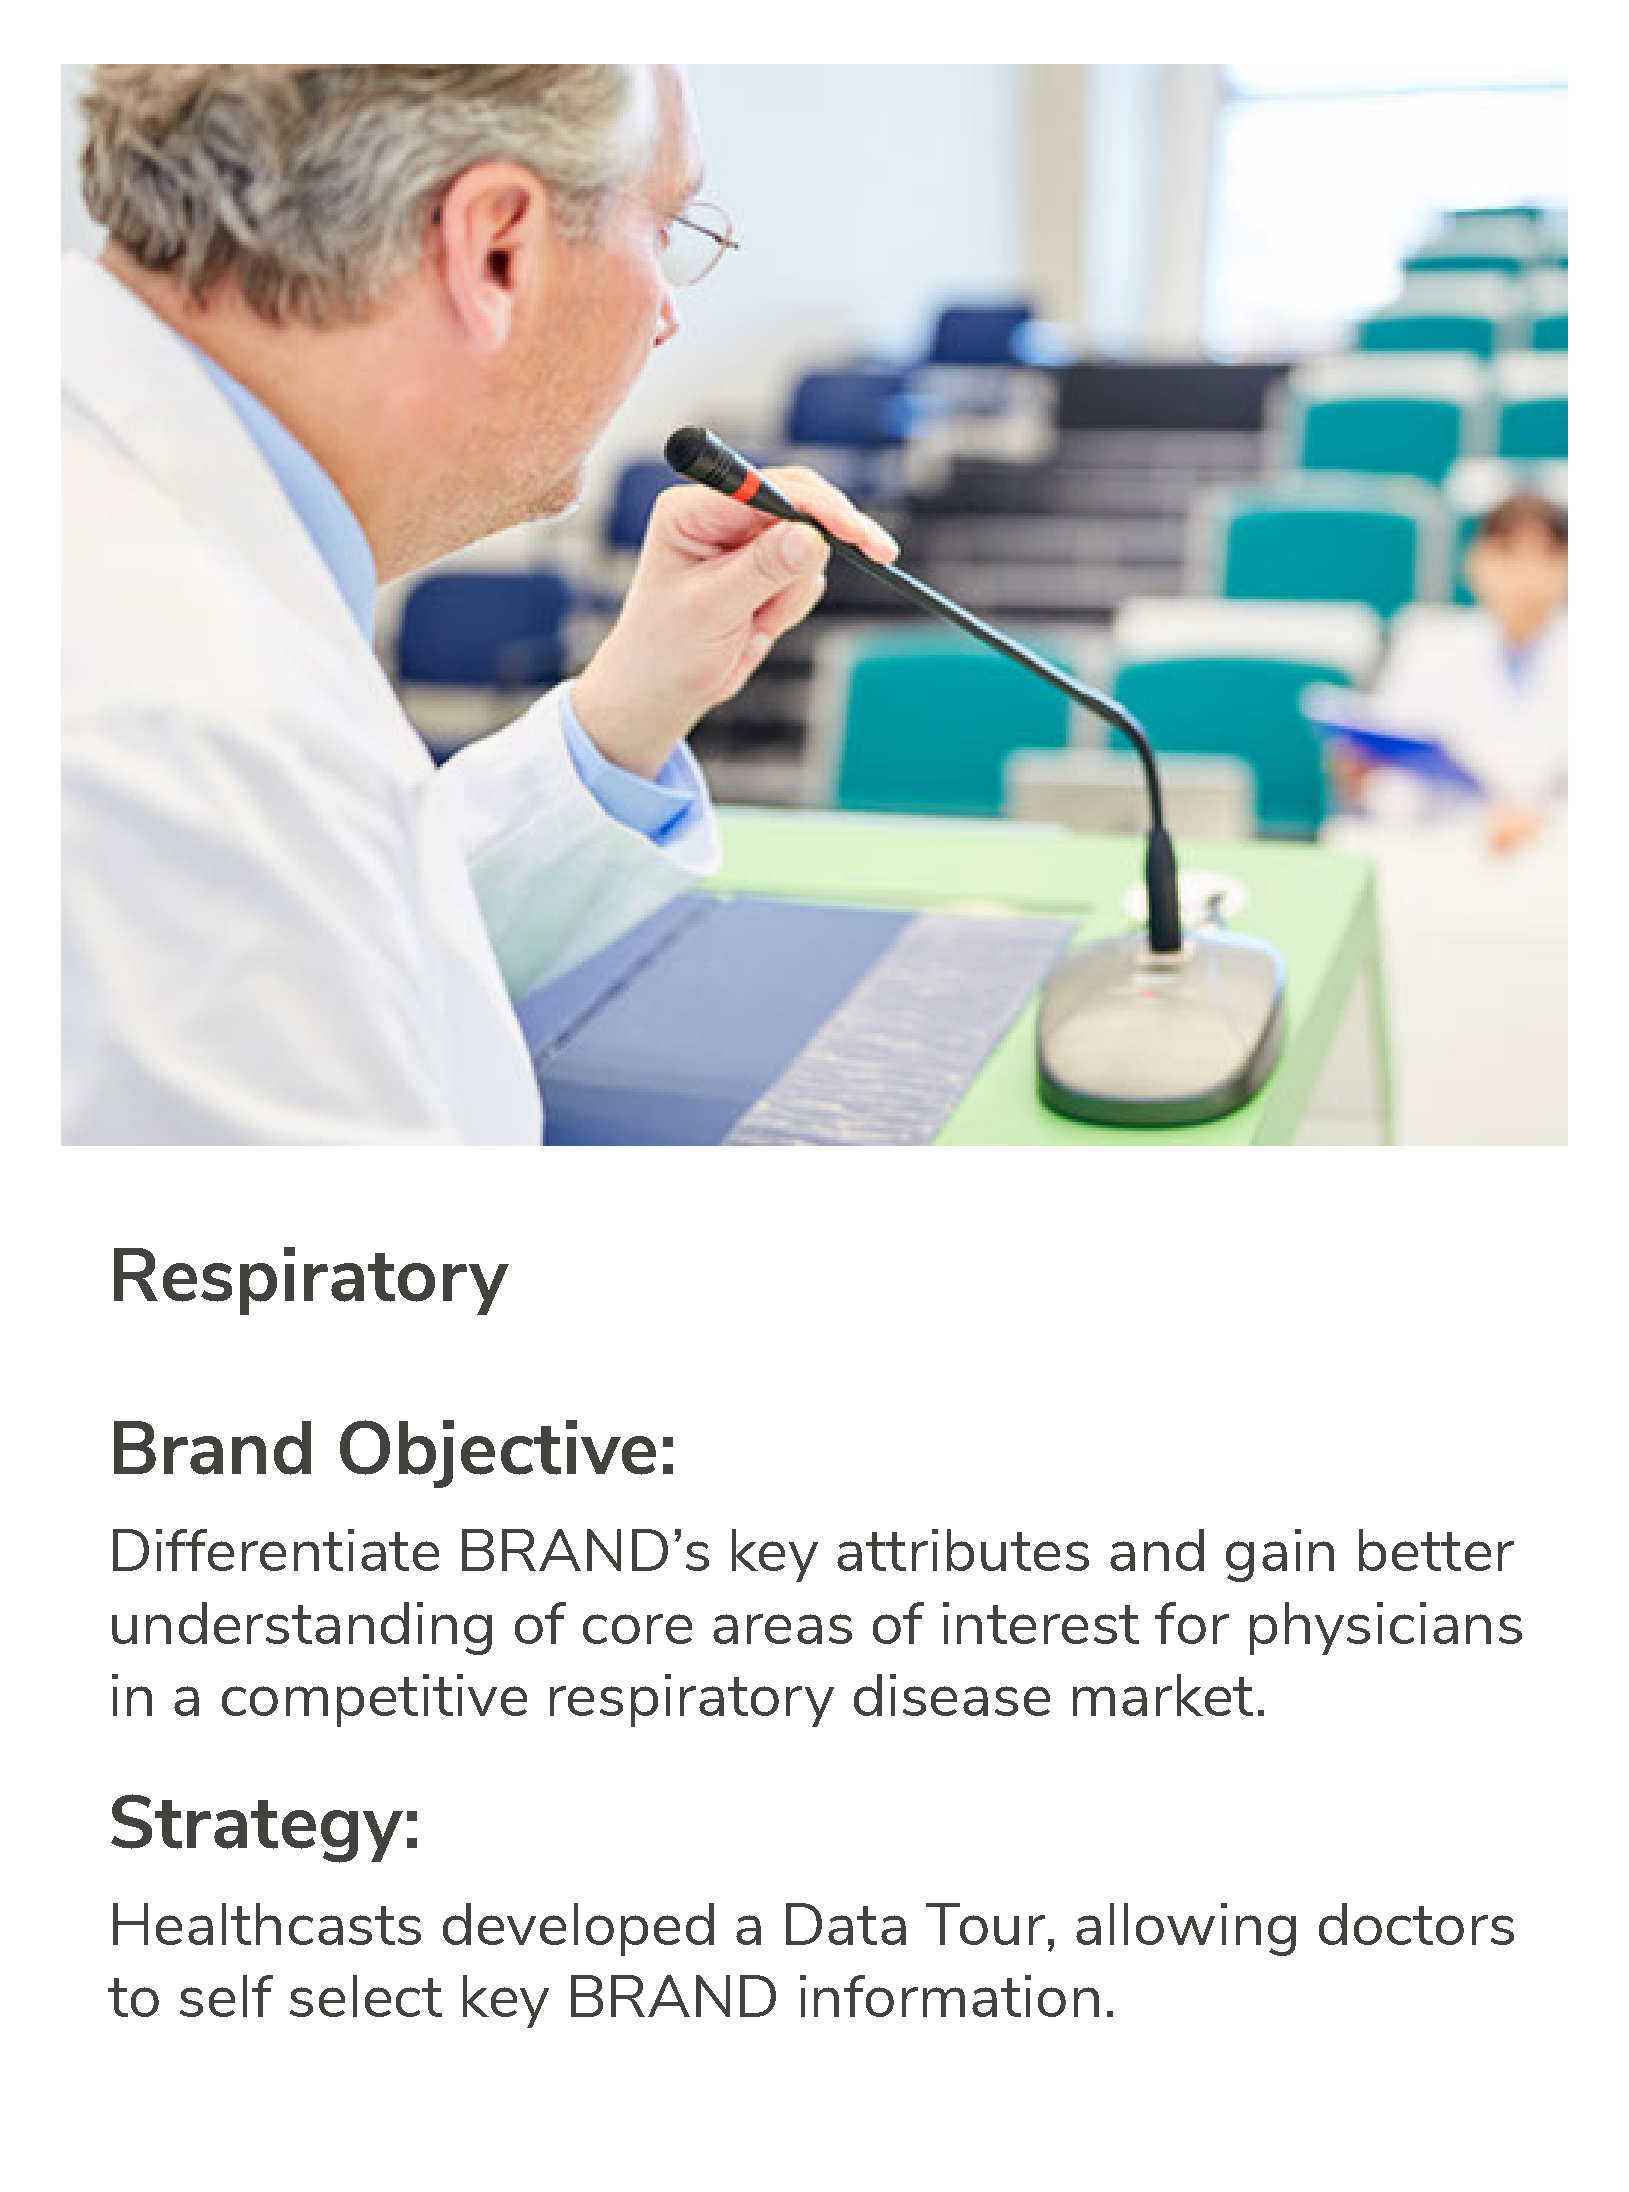 Respiratory
Brand Objective:
Differentiate BRAND’s key attributes and gain better
understanding of core areas of interest for physicians
in a competitive respiratory disease market.
Strategy:
Healthcasts developed a Data Tour, allowing doctors
to self select key BRAND information.